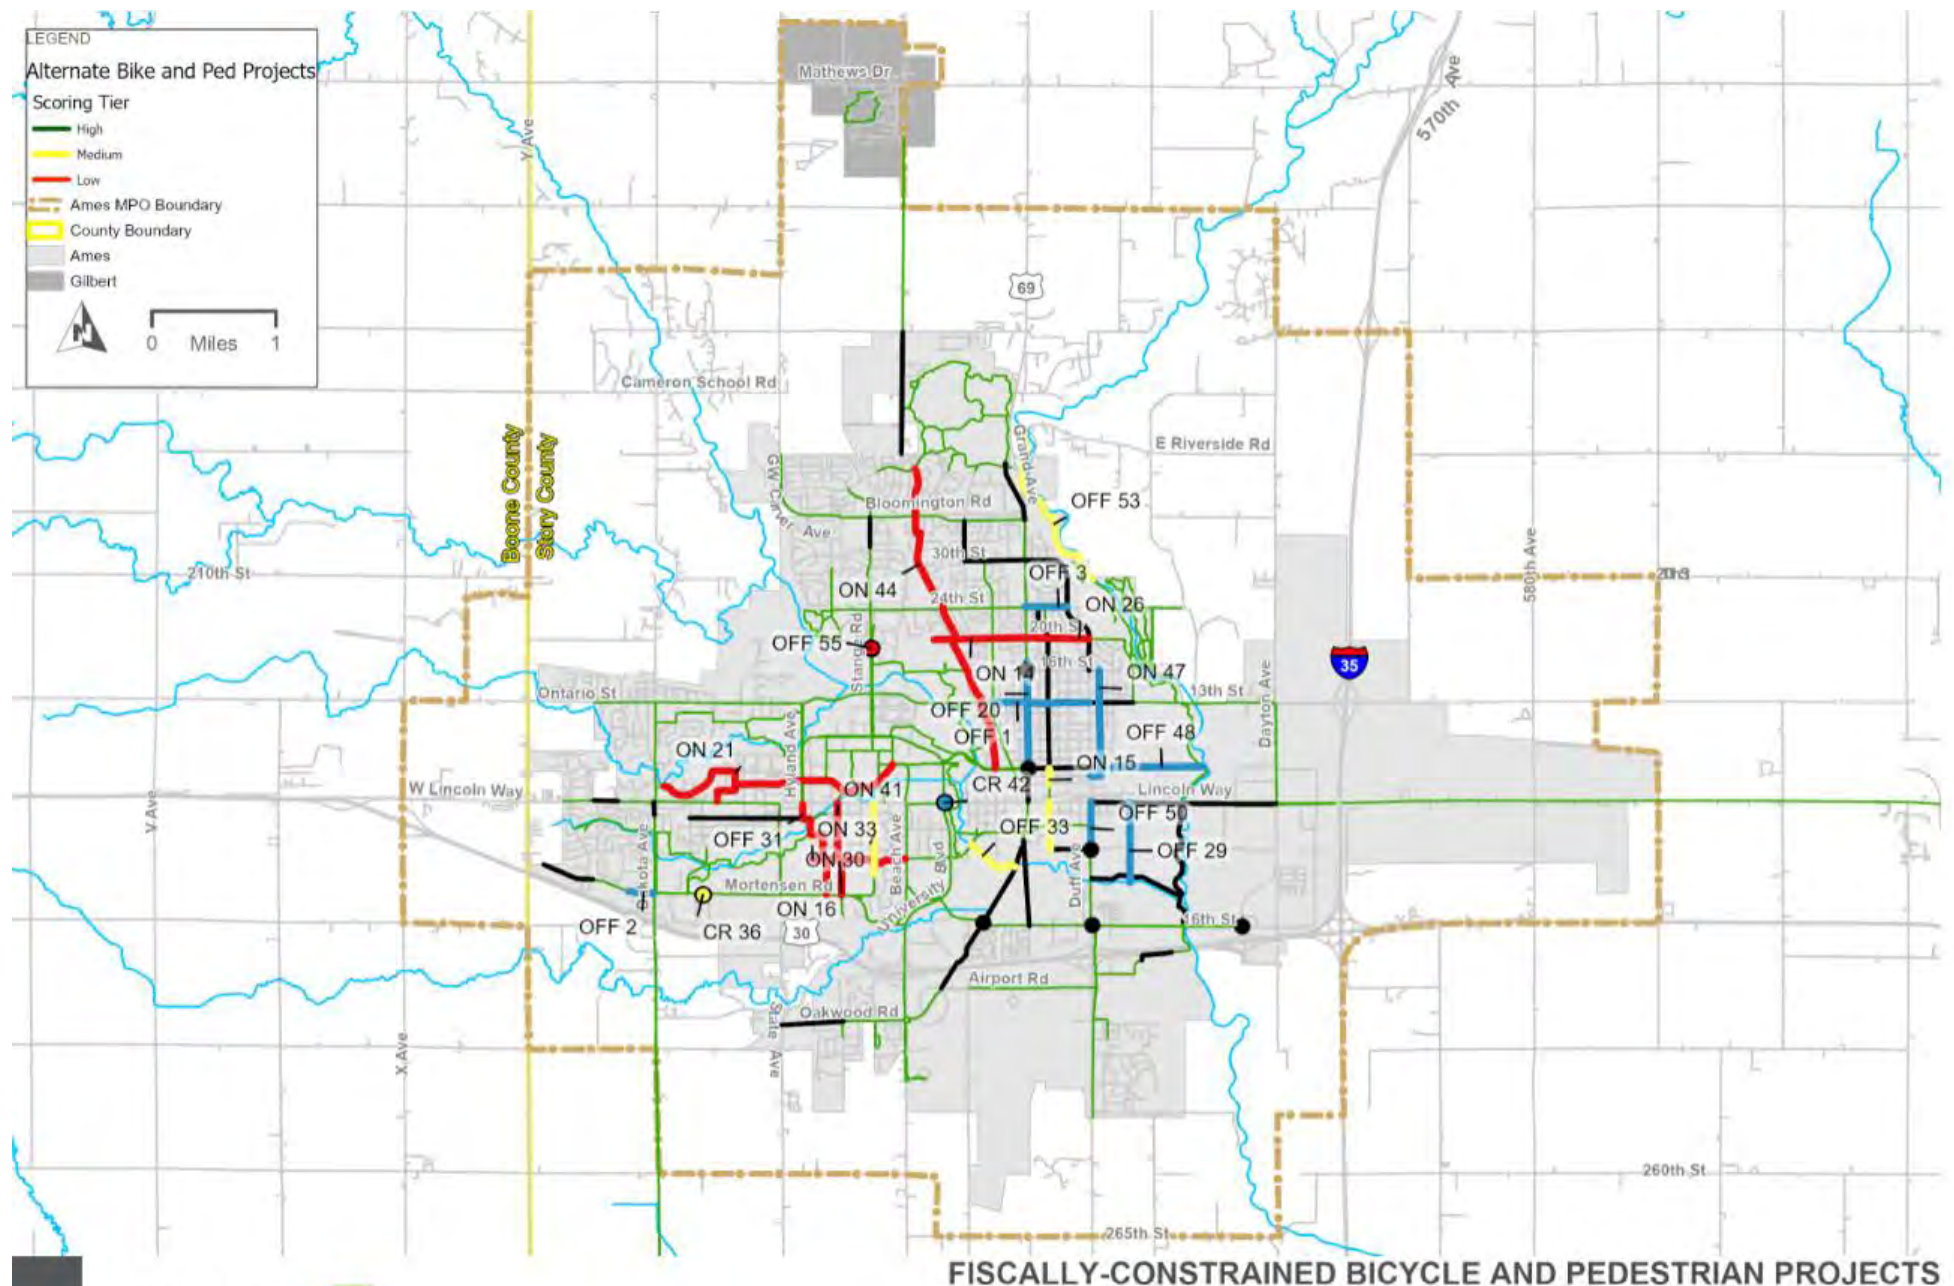 LEGEND
Alternate Bike and Ped Projects
Scoring Tier
High
Medium
Low
Ames MPO Boundary
County Boundary
Ames
Gilbert
N
0 Miles 1
Mathews Dr
Y Ave
570th Ave
69
Cameron School Rd
E Riverside Rd
Grand Ave
Boone County
Story County
GW Carver Ave
Bloomington Rd
OFF 53
30th St
210th St
OFF 3
580th Ave
ON 44
24th St
ON 26
20th S
OFF 55
Stange Rd
16th St
35
ON 14
ON 47
Ontario St
13th St
OFF 20
Dayton Ave
OFF 1
OFF 48
ON 21
Hyland Ave
ON 15
W Lincoln Way
ON 41
CR 42
Lincoln Way
V Ave
OFF 50
OFF 31
ON 33
OFF 33
ON 30
Beach Ave
OFF 29
Mortensen Rd
University Blvd
Duff Ave
ON 16
16th St
OFF 2
CR 36
30
Airport Rd
Oakwood Rd
State Ave
X Ave
260th St
265th St
FISCALLY-CONSTRAINED BICYCLE AND PEDESTRIAN PROJECTS